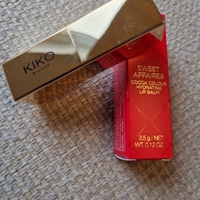 KIKO
MILANO
SWEET
AFFAIRES
COCOA COLOUR
HYDRATING
LIP BALM
3.5 g / NET
WT. 0.12 OZ.